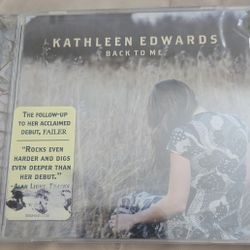 KATHLEEN EDWARDS
BACK TO ME
THE FOLLOW-UP
TO HER ACCLAIMED
DEBUT, FAILER
"ROCKS EVEN
HARDER AND DIGS
EVEN DEEPER THAN
HER DEBUT."